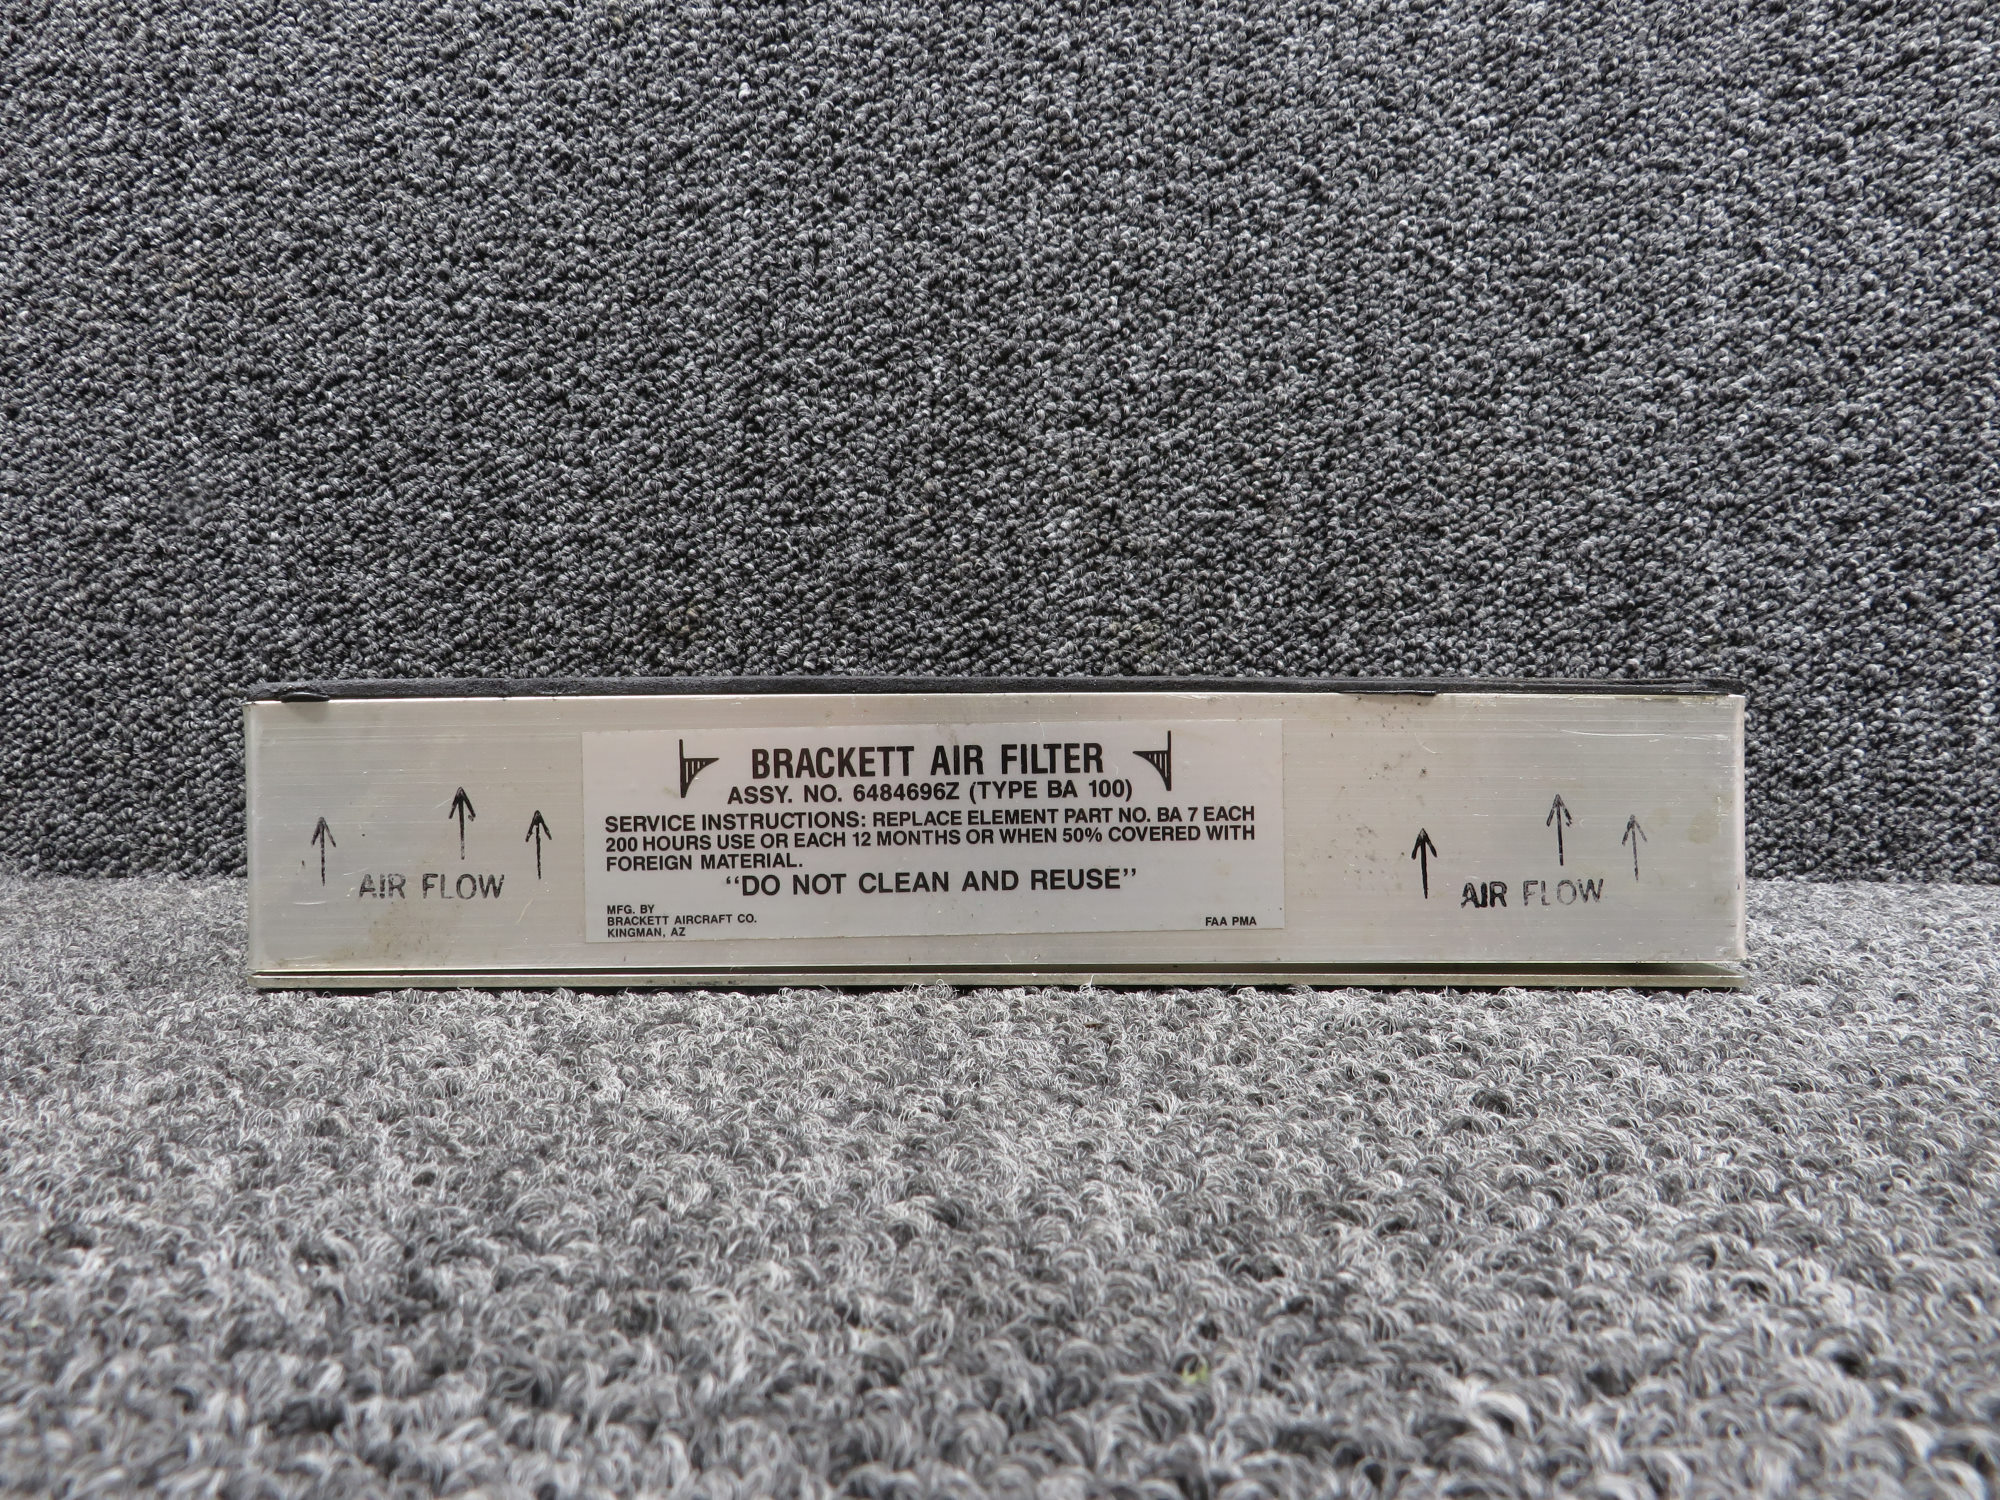 BRACKETT AIR FILTER
ASSY. NO. 6484696Z (TYPE BA 100)
SERVICE INSTRUCTIONS: REPLACE ELEMENT PART NO. BA 7 EACH
200 HOURS USE OR EACH 12 MONTHS OR WHEN 50% COVERED WITH
FOREIGN MATERIAL.
“DO NOT CLEAN AND REUSE”
MFG. BY
BRACKETT AIRCRAFT CO.
KINGMAN, AZ
FAA PMA
AIR FLOW
AIR FLOW